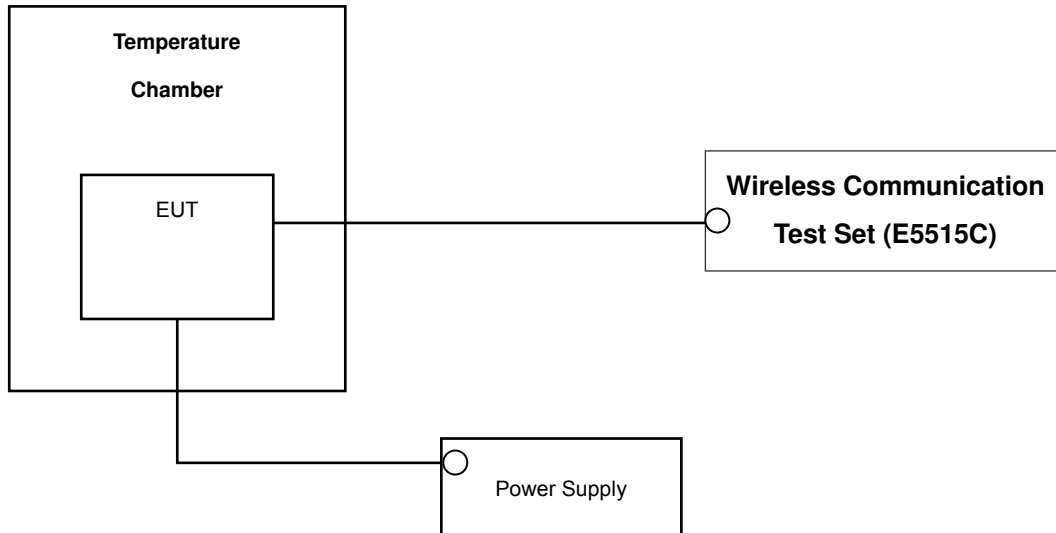 Temperature
Chamber
EUT
Wireless Communication
Test Set (E5515C)
Power Supply